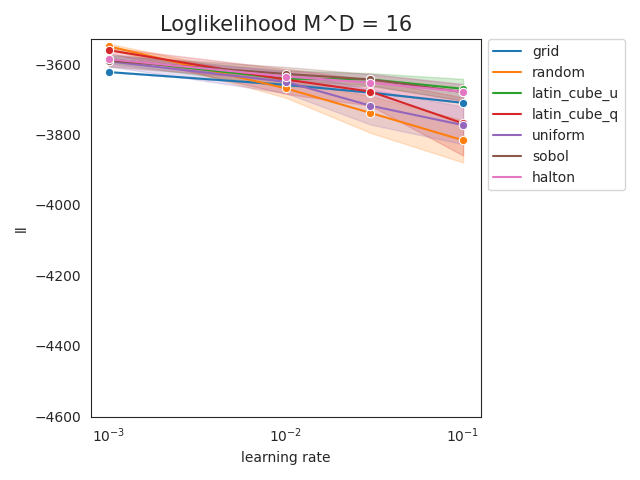 Loglikelihood M^D = 16
−3600
−3800
−4000
−4200
−4400
−4600
ll
10⁻³
10⁻²
10⁻¹
learning rate
grid
random
latin_cube_u
latin_cube_q
uniform
sobol
halton